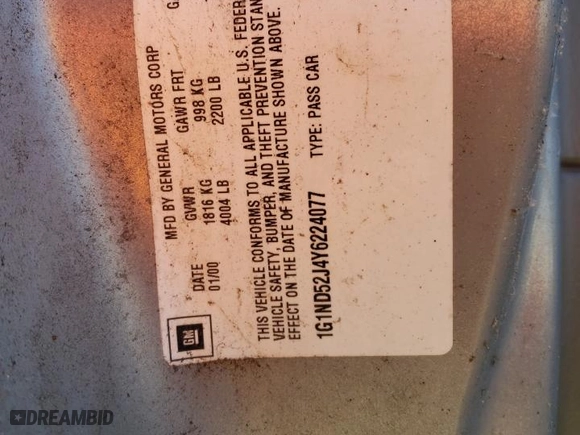 GM
MFD BY GENERAL MOTORS CORP
DATE GVWR GAWR FRT GA
01/00 1816 KG 998 KG
4004 LB 2200 LB
THIS VEHICLE CONFORMS TO ALL APPLICABLE U.S. FEDER
VEHICLE SAFETY, BUMPER, AND THEFT PREVENTION STAN
EFFECT ON THE DATE OF MANUFACTURE SHOWN ABOVE.
1G1ND52J4Y6224077 TYPE: PASS CAR
DREAMBID